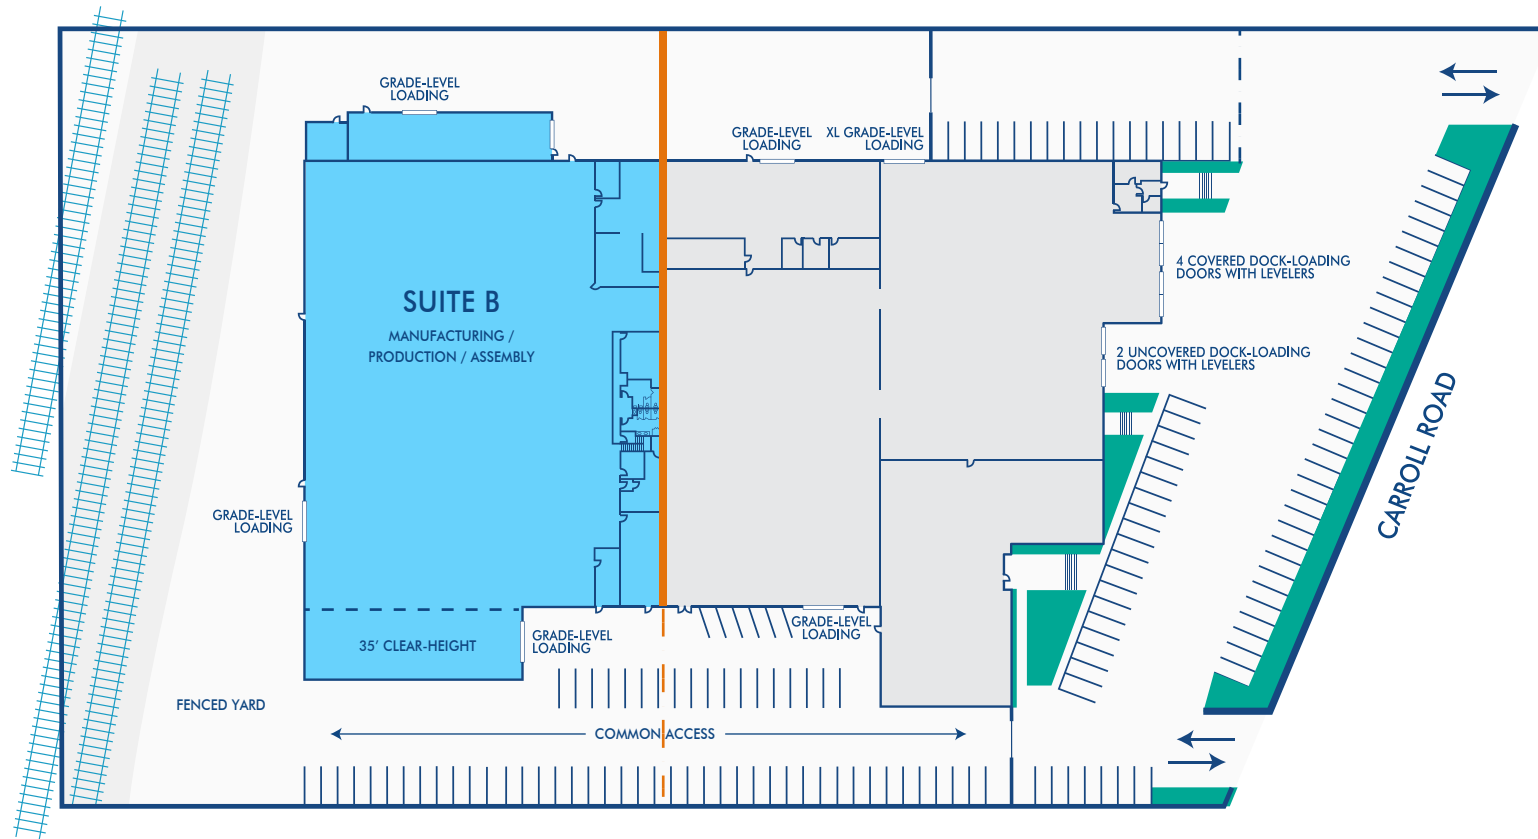 GRADE-LEVEL
LOADING
GRADE-LEVEL
LOADING
XL GRADE-LEVEL
LOADING
4 COVERED DOCK-LOADING
DOORS WITH LEVELERS
SUITE B
MANUFACTURING /
PRODUCTION / ASSEMBLY
2 UNCOVERED DOCK-LOADING
DOORS WITH LEVELERS
CARROLL ROAD
GRADE-LEVEL
LOADING
35’ CLEAR-HEIGHT
GRADE-LEVEL
LOADING
GRADE-LEVEL
LOADING
FENCED YARD
COMMON ACCESS